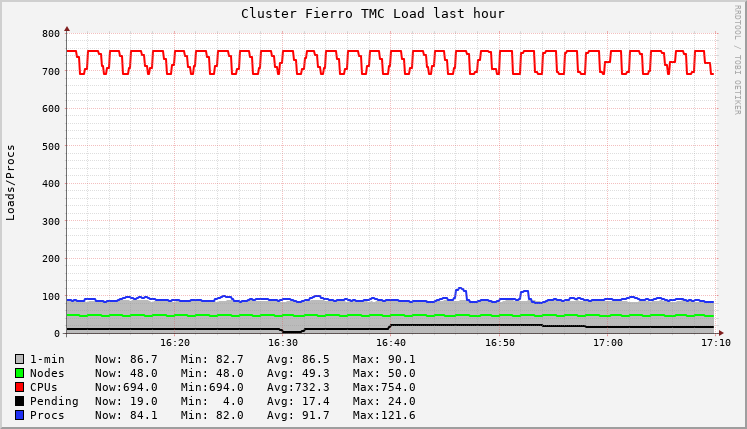 Cluster Fierro TMC Load last hour
RRDTOOL / TOBI OETIKER
Loads/Procs
800
700
600
500
400
300
200
100
0
16:20 16:30 16:40 16:50 17:00 17:10
1-min Now: 86.7 Min: 82.7 Avg: 86.5 Max: 90.1
Nodes Now: 48.0 Min: 48.0 Avg: 49.3 Max: 50.0
CPUs Now:694.0 Min:694.0 Avg:732.3 Max:754.0
Pending Now: 19.0 Min: 4.0 Avg: 17.4 Max: 24.0
Procs Now: 84.1 Min: 82.0 Avg: 91.7 Max:121.6